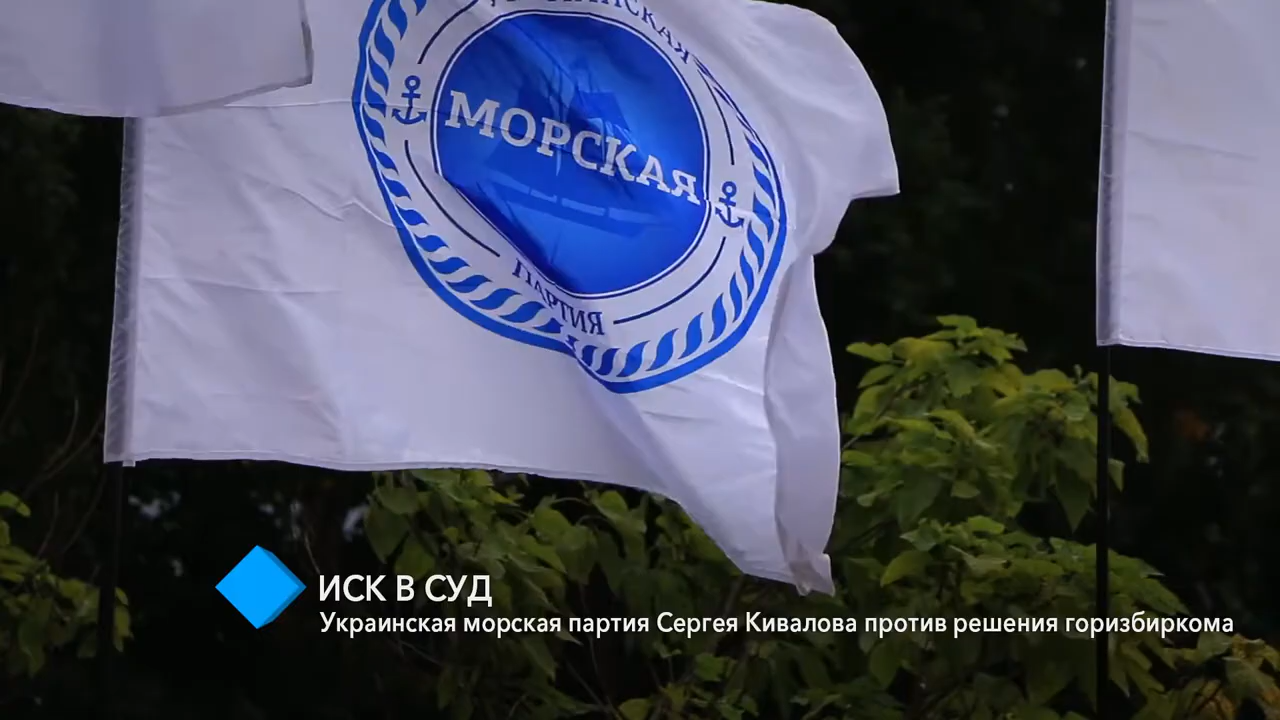 МОРСКАЯ
ПАРТИЯ
ИСК В СУД
Украинская морская партия Сергея Кивалова против решения горизбиркома